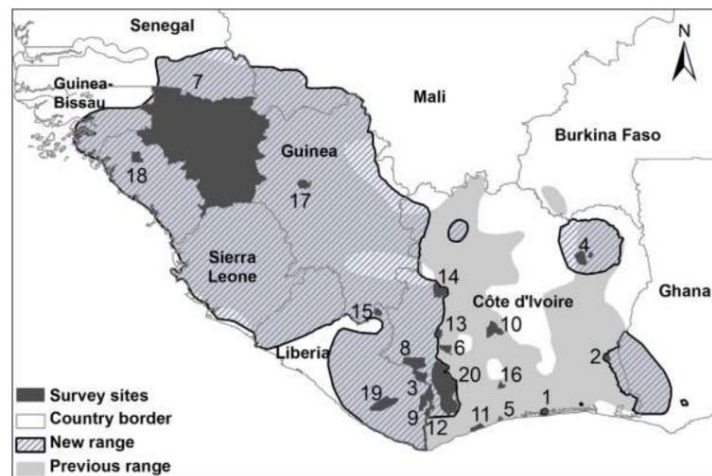 Senegal
N
7
Mali
Guinea-
Bissau
Burkina Faso
Guinea
18
17
4
Sierra
Leone
14
Ghana
Côte d'Ivoire
15
13
10
Liberia
6
2
8
20
3
16
19
1
5
9
11
12
Survey sites
Country border
New range
Previous range